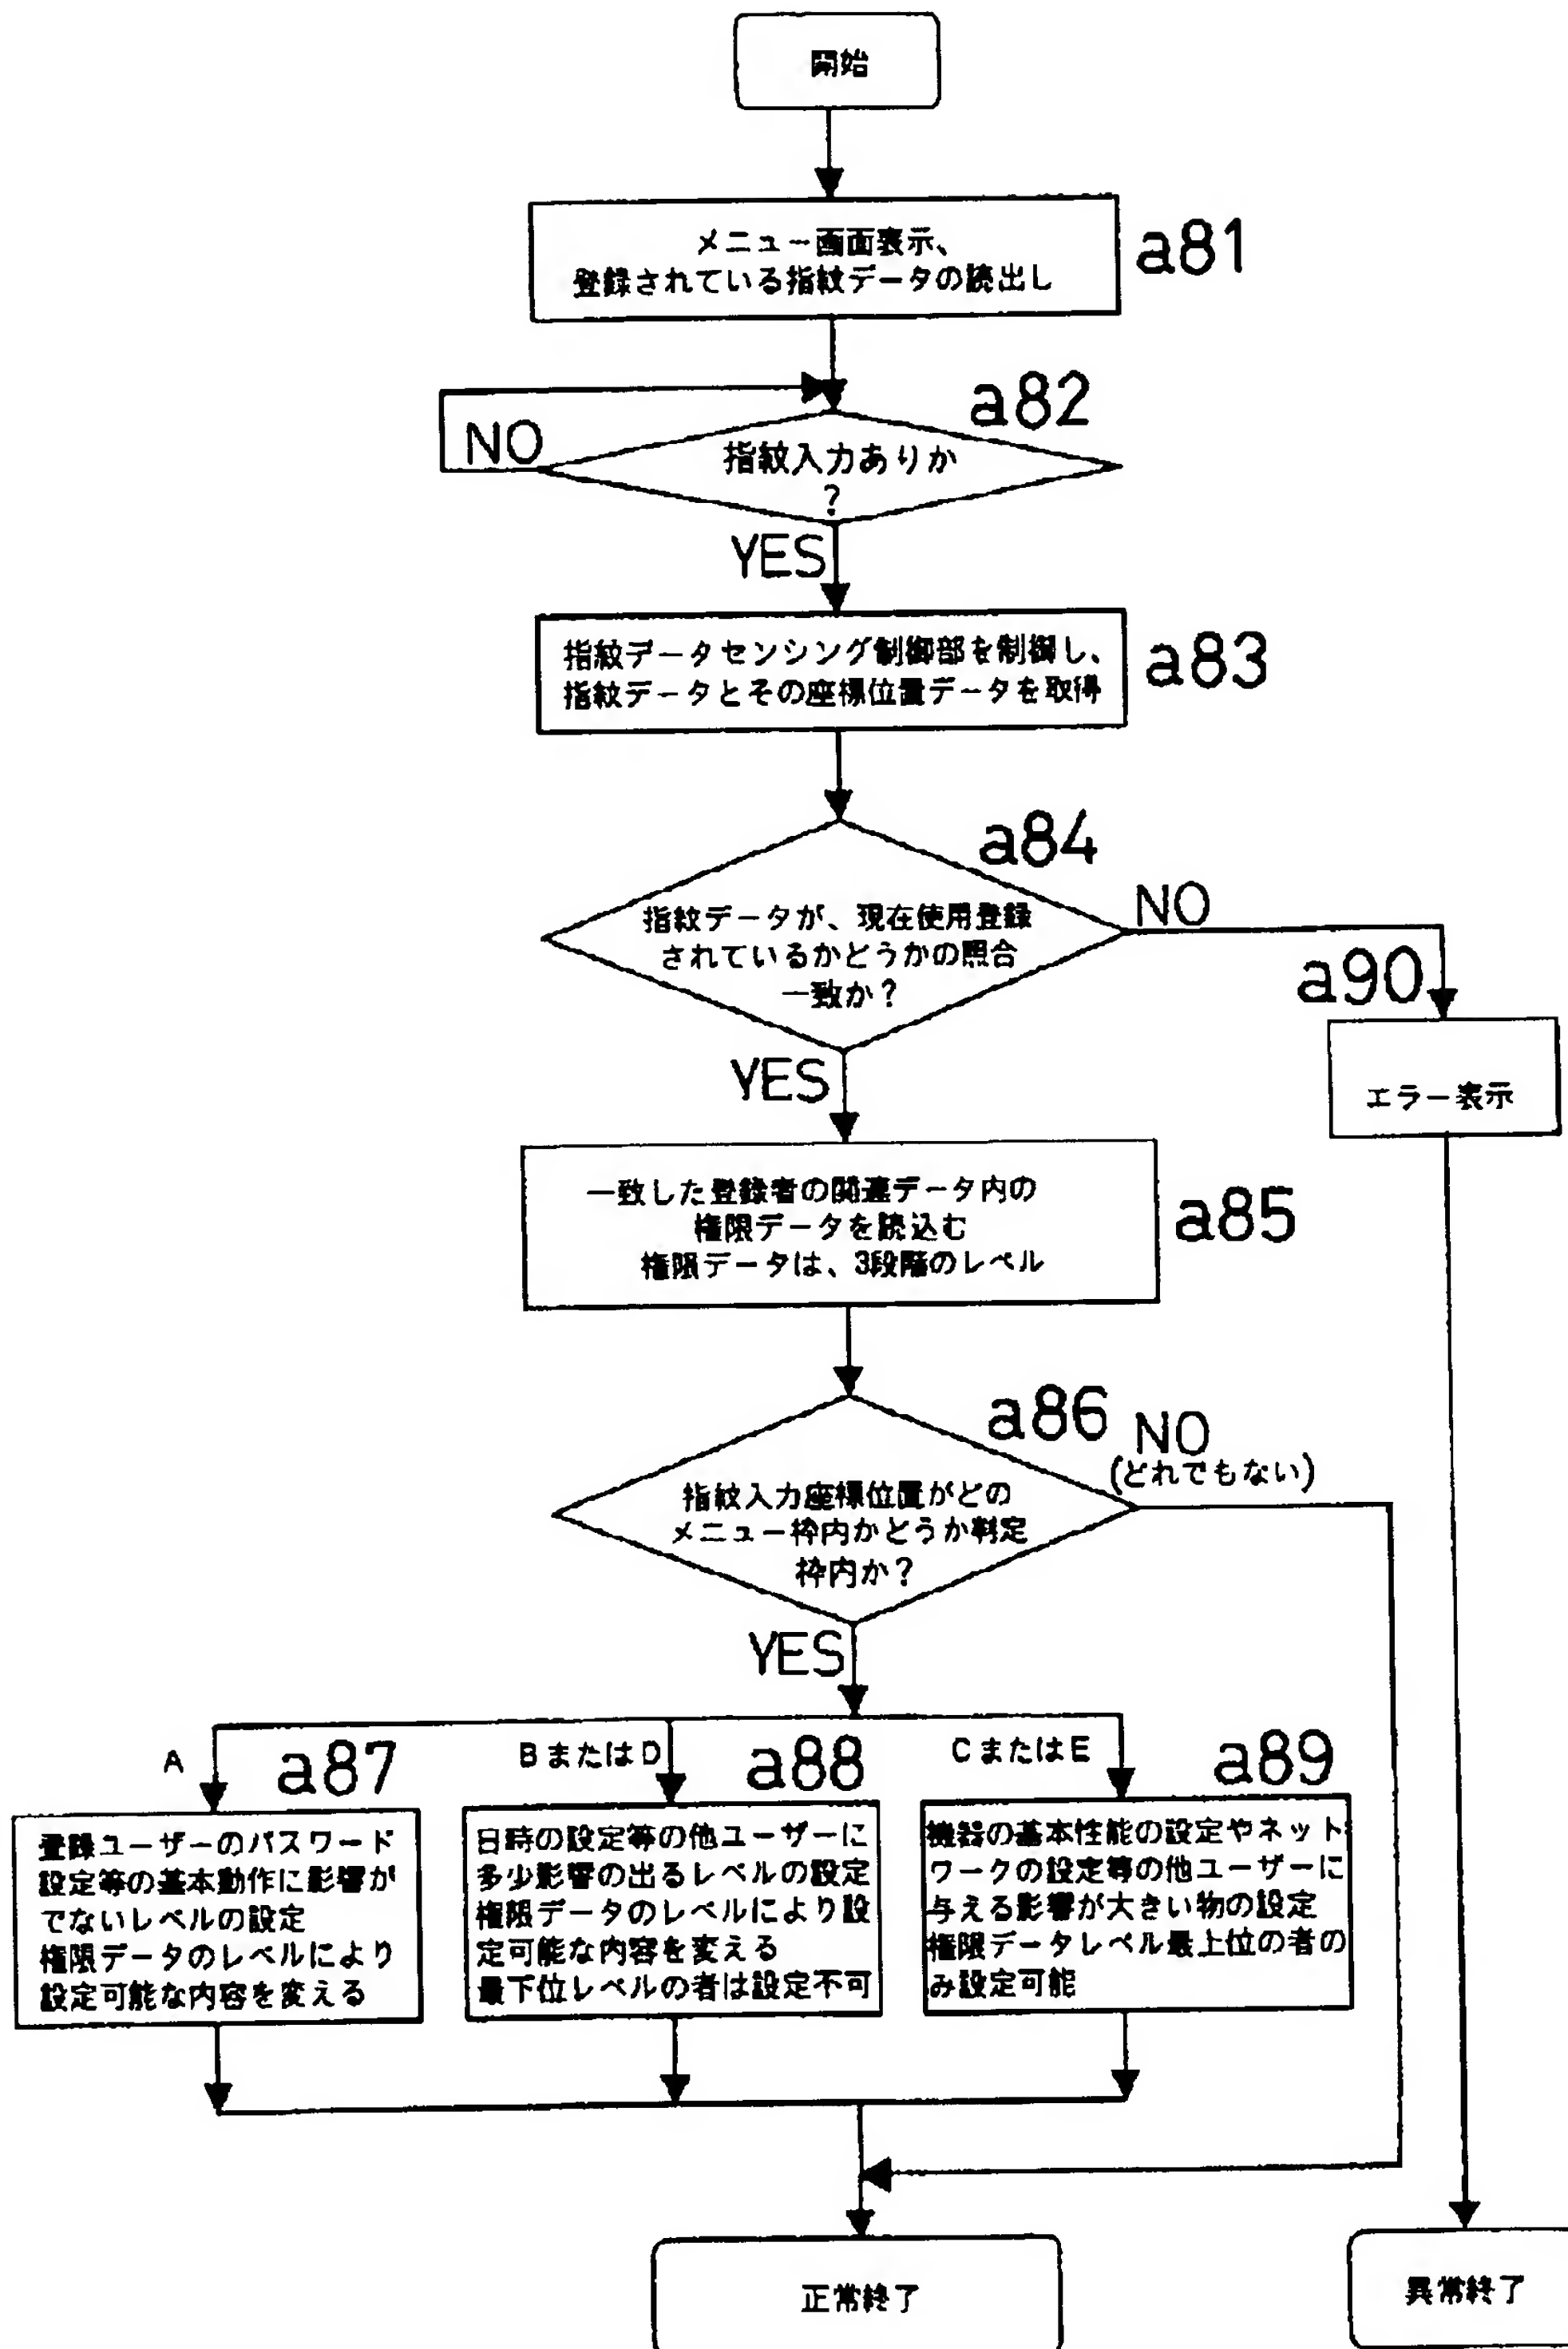 開始
メニュー画面表示、
登録されている指紋データの読出し
a81
a82
NO
指紋入力ありか
?
YES
指紋データセンシング制御部を制御し、
指紋データとその座標位置データを取得
a83
a84
NO
指紋データが、現在使用登録
されているかどうかの照合
一致か?
YES
a90
エラー表示
一致した登録者の関連データ内の
権限データを読込む
権限データは、3段階のレベル
a85
a86
NO
(どれでもない)
指紋入力座標位置がどの
メニュー枠内かどうか判定
枠内か?
YES
A
a87
BまたはD
a88
CまたはE
a89
登録ユーザーのパスワード
設定等の基本動作に影響が
でないレベルの設定
権限データのレベルにより
設定可能な内容を変える
日時の設定等の他ユーザーに
多少影響の出るレベルの設定
権限データのレベルにより設
定可能な内容を変える
最下位レベルの者は設定不可
機器の基本性能の設定やネット
ワークの設定等の他ユーザーに
与える影響が大きい物の設定
権限データレベル最上位の者の
み設定可能
正常終了
異常終了